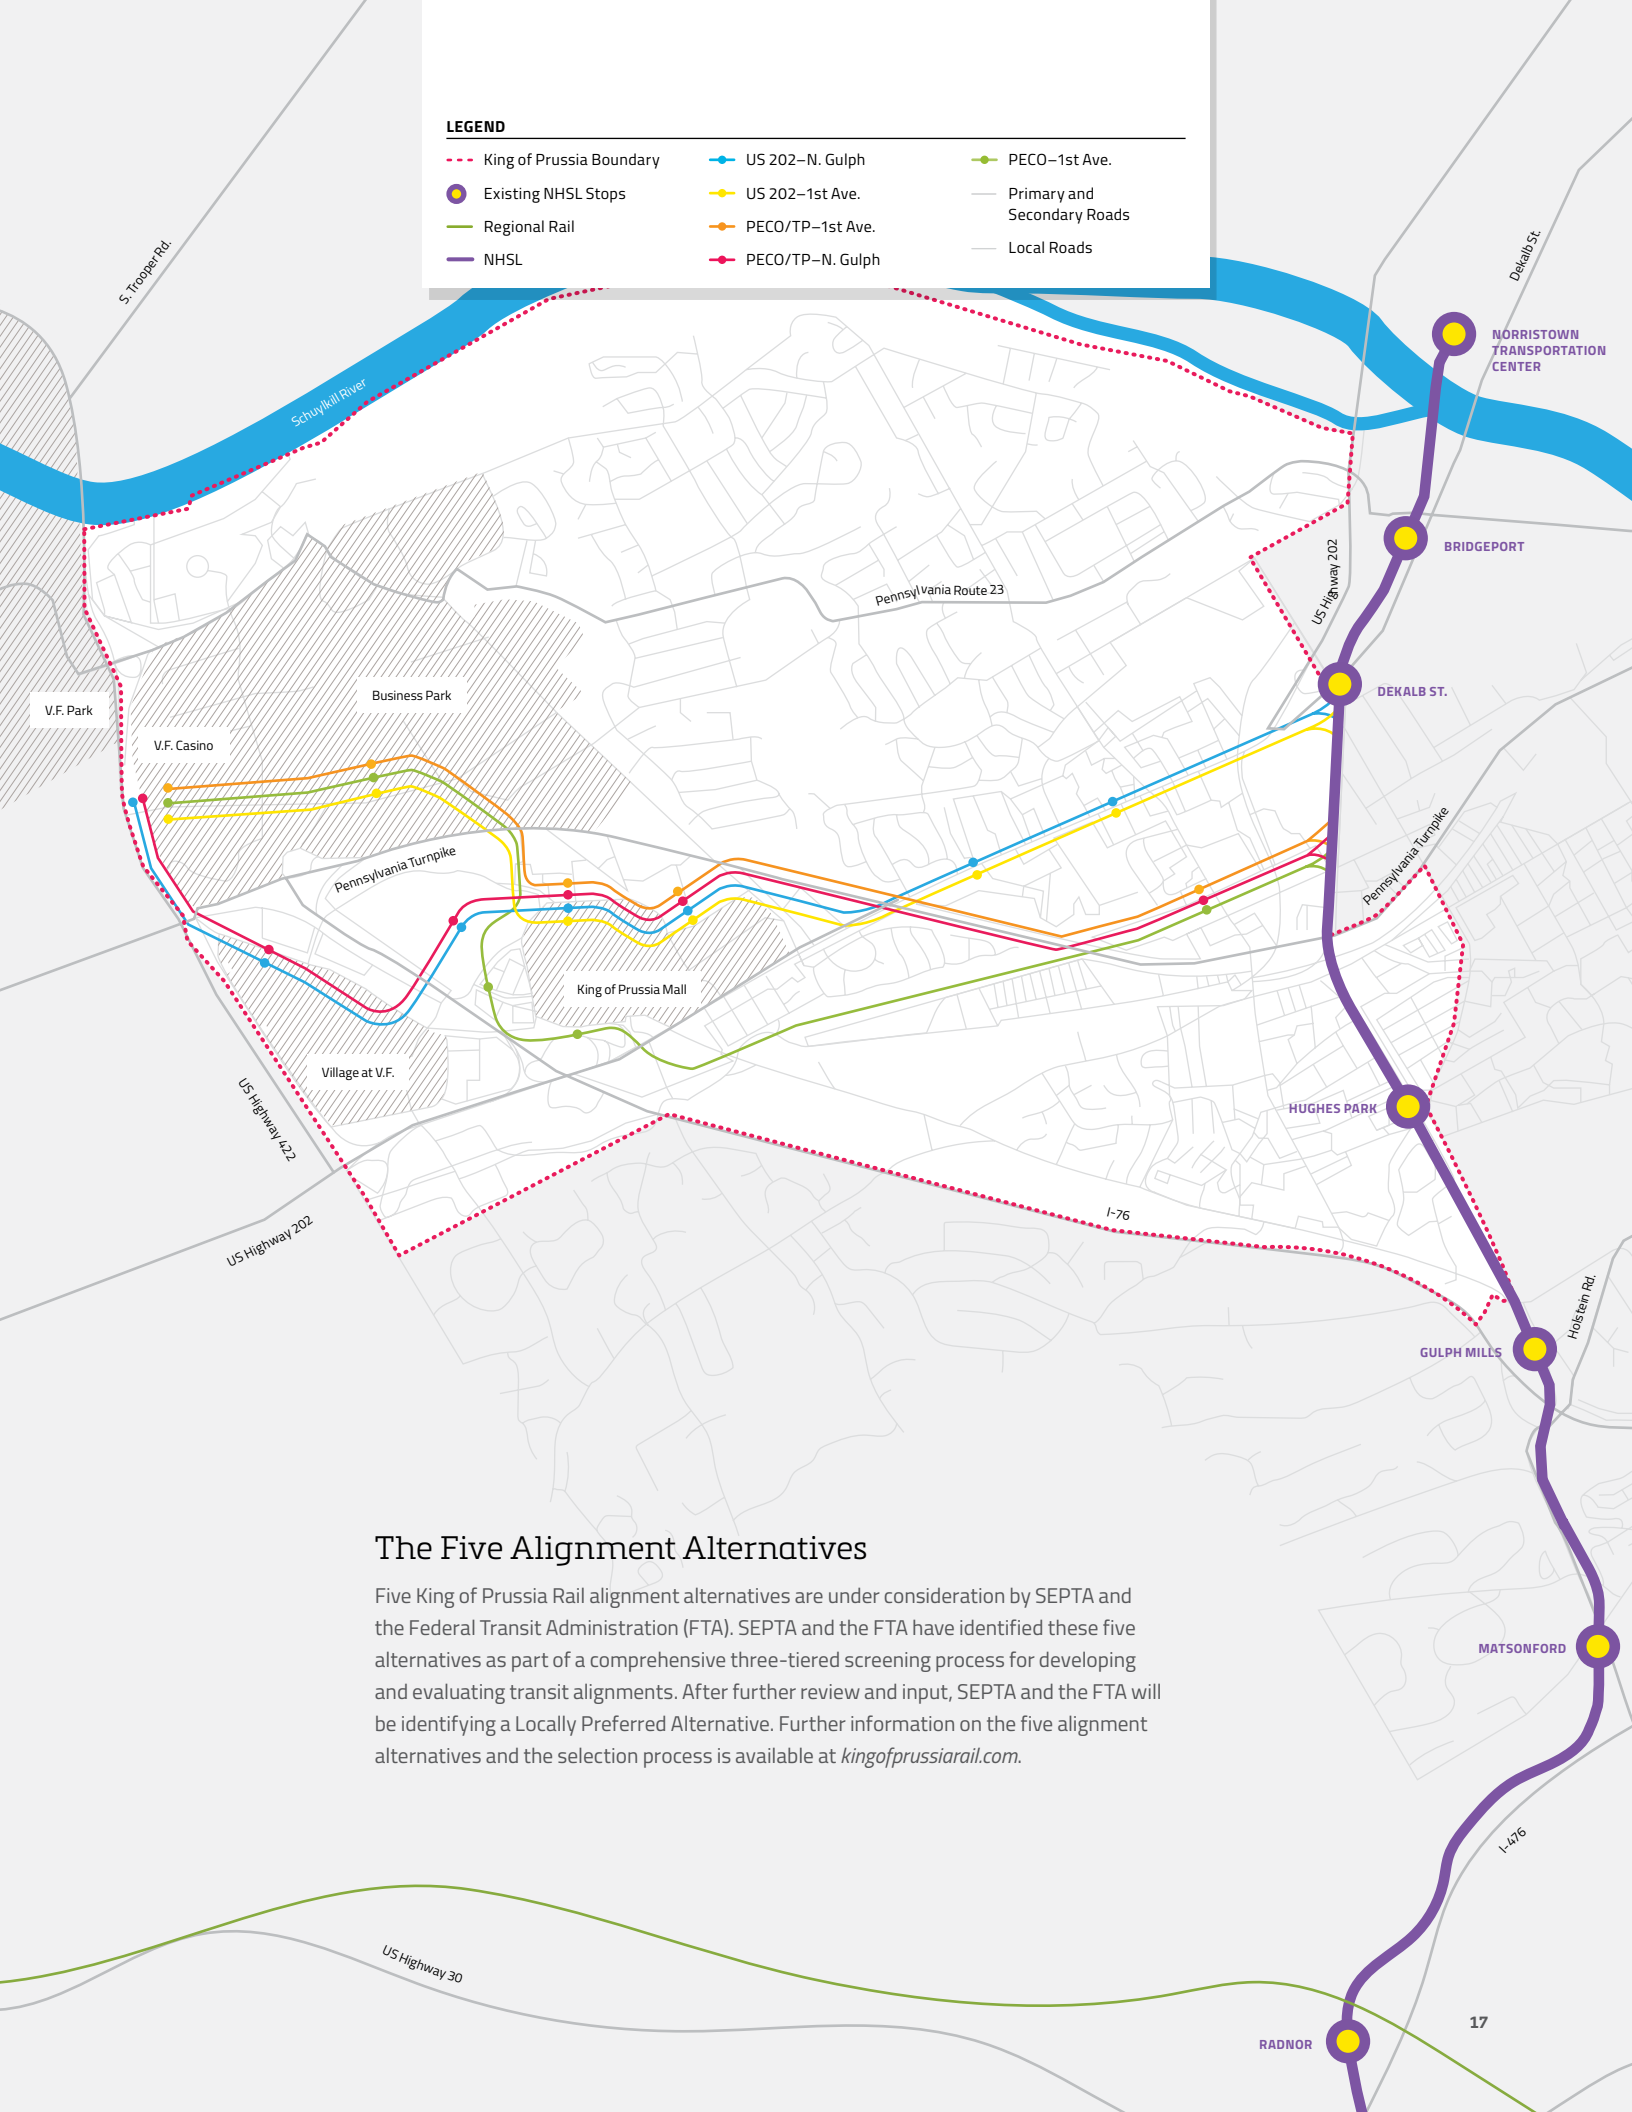 LEGEND
King of Prussia Boundary
Existing NHSL Stops
Regional Rail
NHSL
US 202–N. Gulph
US 202–1st Ave.
PECO/TP–1st Ave.
PECO/TP–N. Gulph
PECO–1st Ave.
Primary and
Secondary Roads
Local Roads
S. Trooper Rd.
Dekalb St.
NORRISTOWN
TRANSPORTATION
CENTER
Schuylkill River
BRIDGEPORT
US Highway 202
Pennsylvania Route 23
DEKALB ST.
Business Park
V.F. Park
V.F. Casino
Pennsylvania Turnpike
Pennsylvania Turnpike
King of Prussia Mall
Village at V.F.
HUGHES PARK
US Highway 422
I-76
US Highway 202
Holstein Rd.
GULPH MILLS
The Five Alignment Alternatives
Five King of Prussia Rail alignment alternatives are under consideration by SEPTA and
the Federal Transit Administration (FTA). SEPTA and the FTA have identified these five
alternatives as part of a comprehensive three-tiered screening process for developing
and evaluating transit alignments. After further review and input, SEPTA and the FTA will
be identifying a Locally Preferred Alternative. Further information on the five alignment
alternatives and the selection process is available at kingofprussiarail.com.
MATSONFORD
I-476
US Highway 30
17
RADNOR